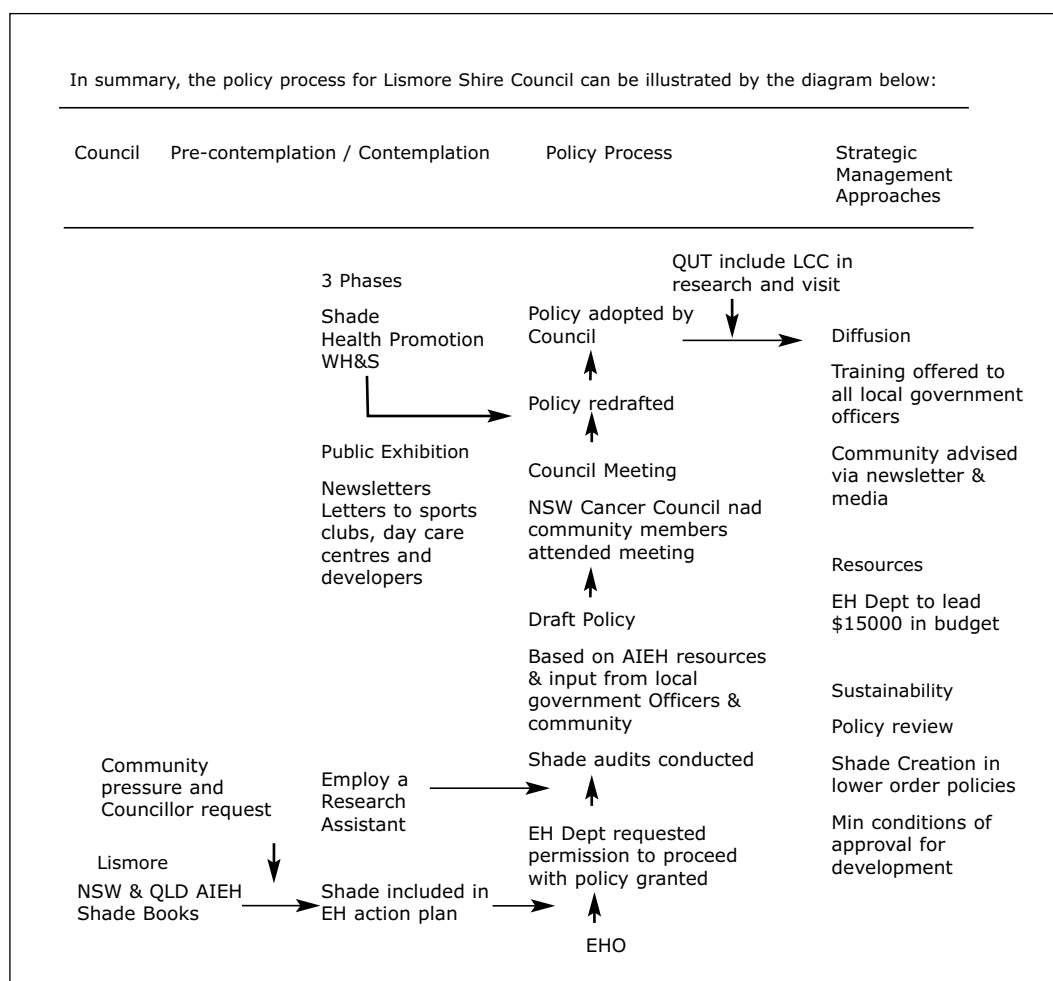 In summary, the policy process for Lismore Shire Council can be illustrated by the diagram below:
Council
Pre-contemplation / Contemplation
Policy Process
Strategic
Management
Approaches
QUT include LCC in
research and visit
3 Phases
Shade
Health Promotion
WH&S
Policy adopted by
Council
Diffusion
Training offered to
all local government
officers
Community advised
via newsletter &
media
Policy redrafted
Public Exhibition
Newsletters
Letters to sports
clubs, day care
centres and
developers
Council Meeting
NSW Cancer Council nad
community members
attended meeting
Resources
EH Dept to lead
$15000 in budget
Draft Policy
Based on AIEH resources
& input from local
government Officers &
community
Sustainability
Policy review
Shade Creation in
lower order policies
Min conditions of
approval for
development
Shade audits conducted
Community
pressure and
Councillor request
Employ a
Research
Assistant
EH Dept requested
permission to proceed
with policy granted
Lismore
NSW & QLD AIEH
Shade Books
Shade included in
EH action plan
EHO